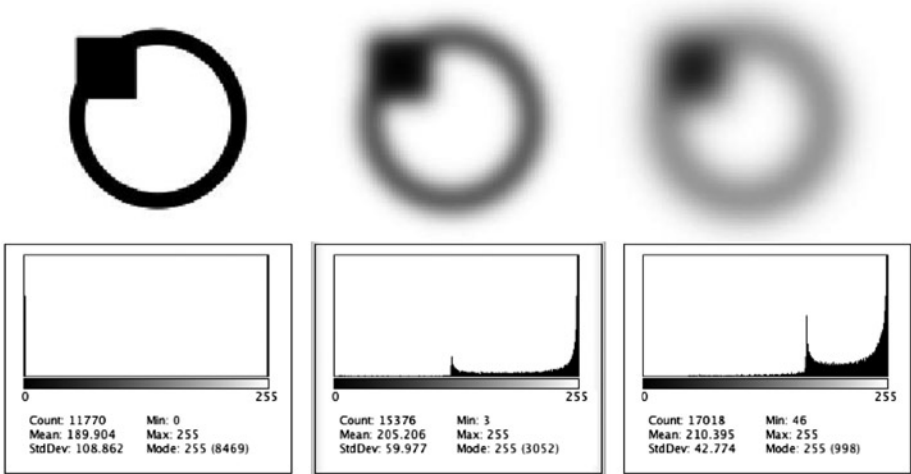 0 255
Count: 11770 Min: 0
Mean: 189.904 Max: 255
StdDev: 108.862 Mode: 255 (8469)
0 255
Count: 15376 Min: 3
Mean: 205.206 Max: 255
StdDev: 59.977 Mode: 255 (3052)
0 255
Count: 17018 Min: 46
Mean: 210.395 Max: 255
StdDev: 42.774 Mode: 255 (998)